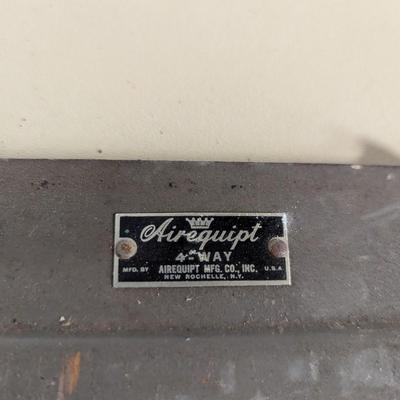 Airequipt
4-WAY
MFD. BY AIREQUIPT MFG. CO., INC. U.S.A.
NEW ROCHELLE, N.Y.